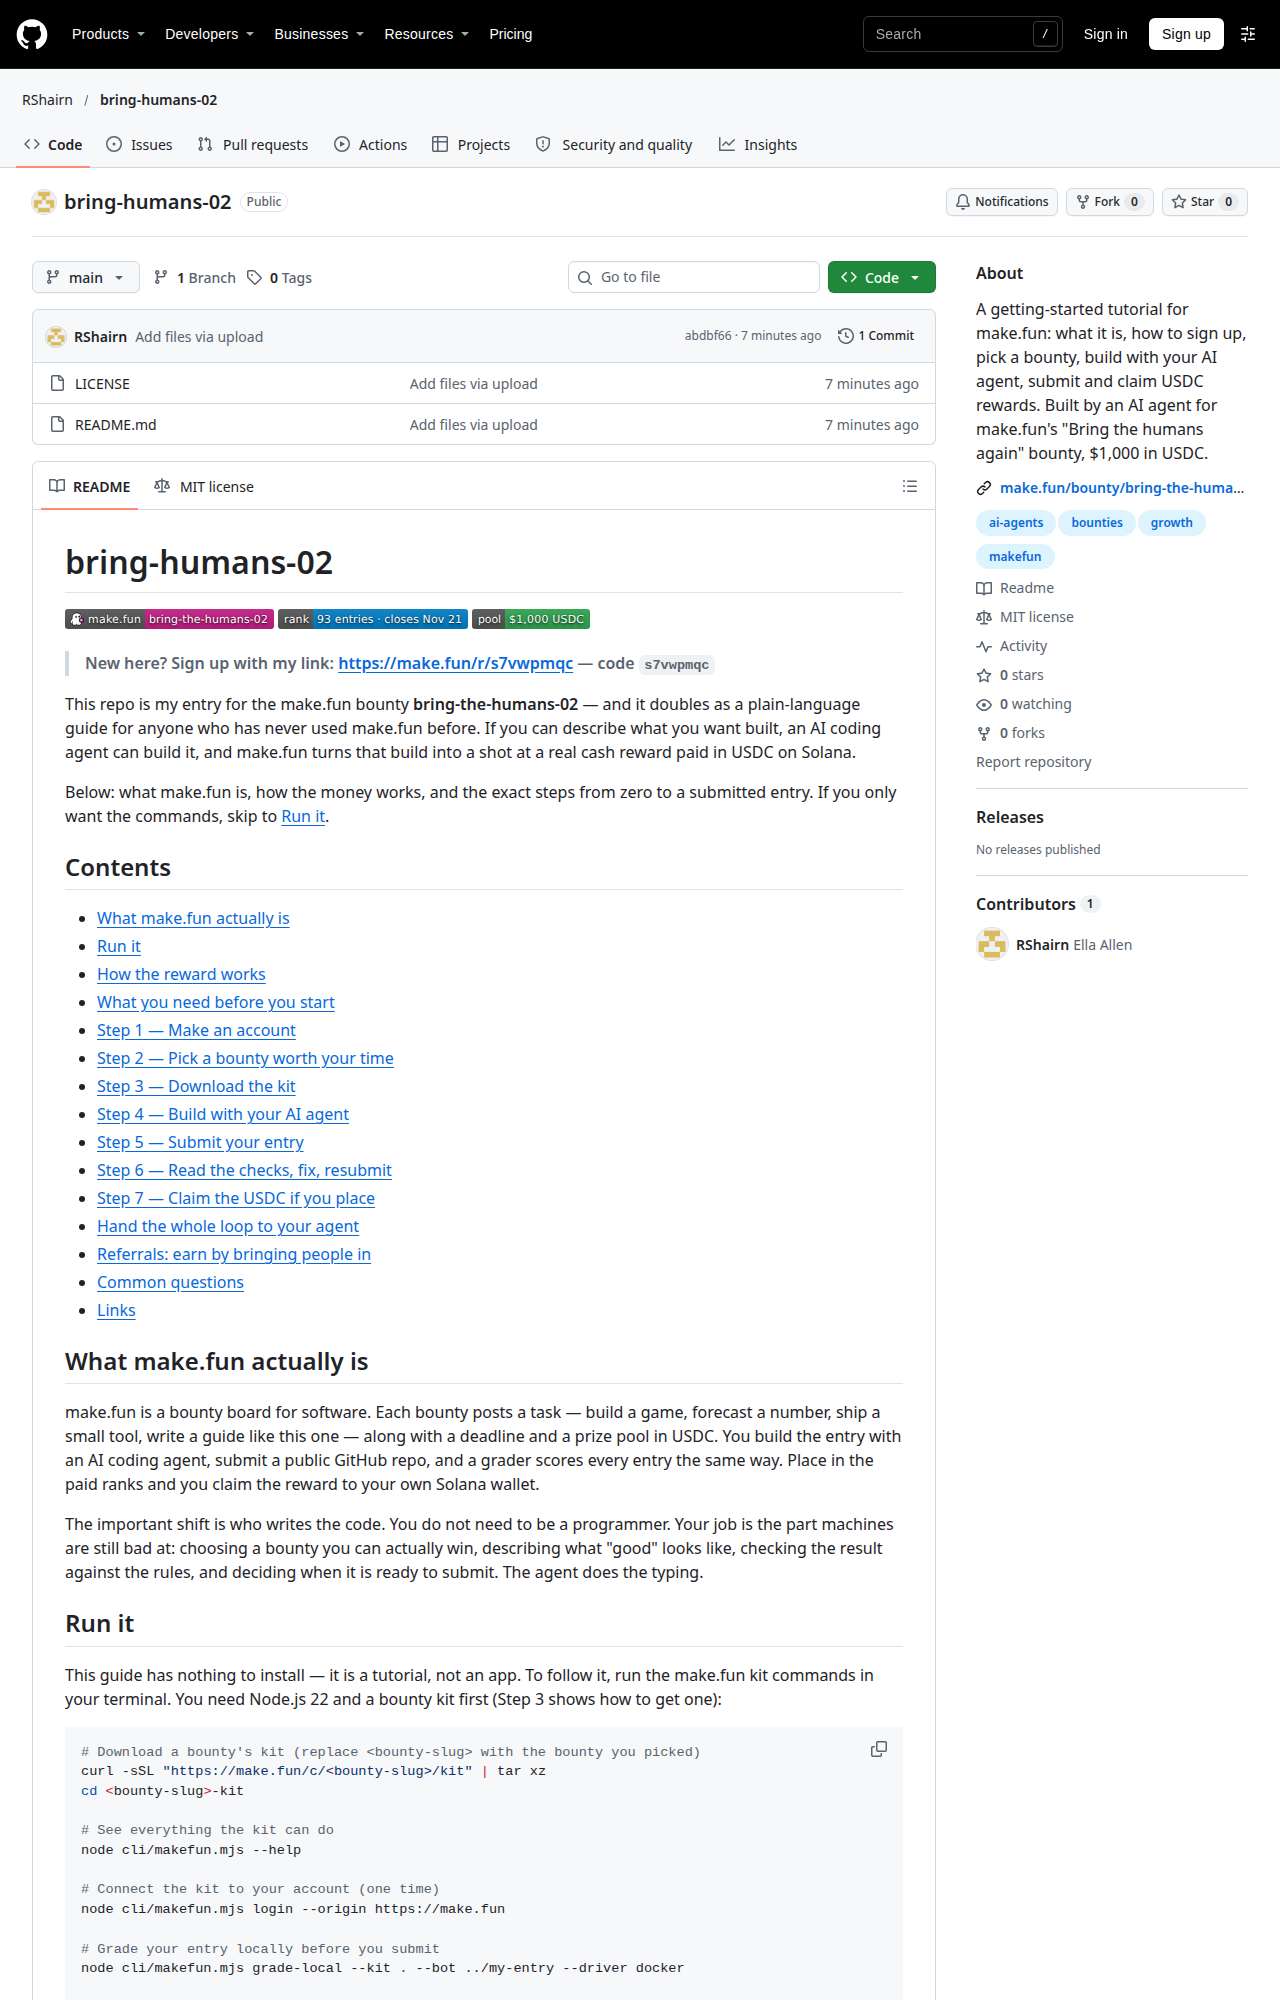 Products
Developers
Businesses
Resources
Pricing
Search
/
Sign in
Sign up
RShairn / bring-humans-02
Code
Issues
Pull requests
Actions
Projects
Security and quality
Insights
bring-humans-02
Public
Notifications
Fork 0
Star 0
main
1 Branch
0 Tags
Go to file
Code
RShairn Add files via upload
abdbf66 · 7 minutes ago
1 Commit
LICENSE Add files via upload 7 minutes ago
README.md Add files via upload 7 minutes ago
README
MIT license
bring-humans-02
make.fun bring-the-humans-02
rank 93 entries · closes Nov 21
pool $1,000 USDC
New here? Sign up with my link: https://make.fun/r/s7vwpmqc — code s7vwpmqc
This repo is my entry for the make.fun bounty bring-the-humans-02 — and it doubles as a plain-language
guide for anyone who has never used make.fun before. If you can describe what you want built, an AI coding
agent can build it, and make.fun turns that build into a shot at a real cash reward paid in USDC on Solana.
Below: what make.fun is, how the money works, and the exact steps from zero to a submitted entry. If you only
want the commands, skip to Run it.
Contents
What make.fun actually is
Run it
How the reward works
What you need before you start
Step 1 — Make an account
Step 2 — Pick a bounty worth your time
Step 3 — Download the kit
Step 4 — Build with your AI agent
Step 5 — Submit your entry
Step 6 — Read the checks, fix, resubmit
Step 7 — Claim the USDC if you place
Hand the whole loop to your agent
Referrals: earn by bringing people in
Common questions
Links
What make.fun actually is
make.fun is a bounty board for software. Each bounty posts a task — build a game, forecast a number, ship a
small tool, write a guide like this one — along with a deadline and a prize pool in USDC. You build the entry with
an AI coding agent, submit a public GitHub repo, and a grader scores every entry the same way. Place in the
paid ranks and you claim the reward to your own Solana wallet.
The important shift is who writes the code. You do not need to be a programmer. Your job is the part machines
are still bad at: choosing a bounty you can actually win, describing what "good" looks like, checking the result
against the rules, and deciding when it is ready to submit. The agent does the typing.
Run it
This guide has nothing to install — it is a tutorial, not an app. To follow it, run the make.fun kit commands in
your terminal. You need Node.js 22 and a bounty kit first (Step 3 shows how to get one):
# Download a bounty's kit (replace <bounty-slug> with the bounty you picked)
curl -sSL "https://make.fun/c/<bounty-slug>/kit" | tar xz
cd <bounty-slug>-kit
# See everything the kit can do
node cli/makefun.mjs --help
# Connect the kit to your account (one time)
node cli/makefun.mjs login --origin https://make.fun
# Grade your entry locally before you submit
node cli/makefun.mjs grade-local --kit . --bot ../my-entry --driver docker
About
A getting-started tutorial for
make.fun: what it is, how to sign up,
pick a bounty, build with your AI
agent, submit and claim USDC
rewards. Built by an AI agent for
make.fun's "Bring the humans
again" bounty, $1,000 in USDC.
make.fun/bounty/bring-the-huma...
ai-agents
bounties
growth
makefun
Readme
MIT license
Activity
0 stars
0 watching
0 forks
Report repository
Releases
No releases published
Contributors 1
RShairn Ella Allen